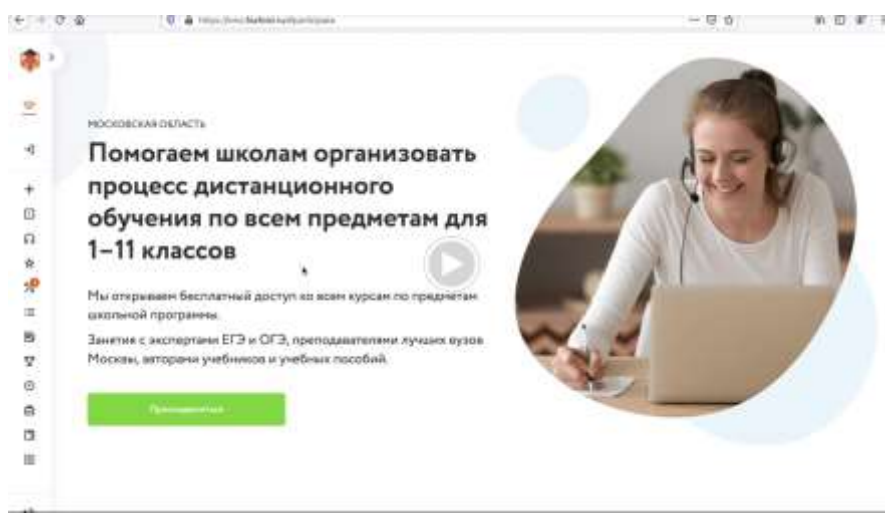 МОСКОВСКАЯ ОБЛАСТЬ
Помогаем школам организовать
процесс дистанционного
обучения по всем предметам для
1–11 классов
Мы открываем бесплатный доступ ко всем курсам по предметам
школьной программы.
Занятия с экспертами ЕГЭ и ОГЭ, преподавателями лучших вузов
Москвы, авторами учебников и учебных пособий.
Присоединиться